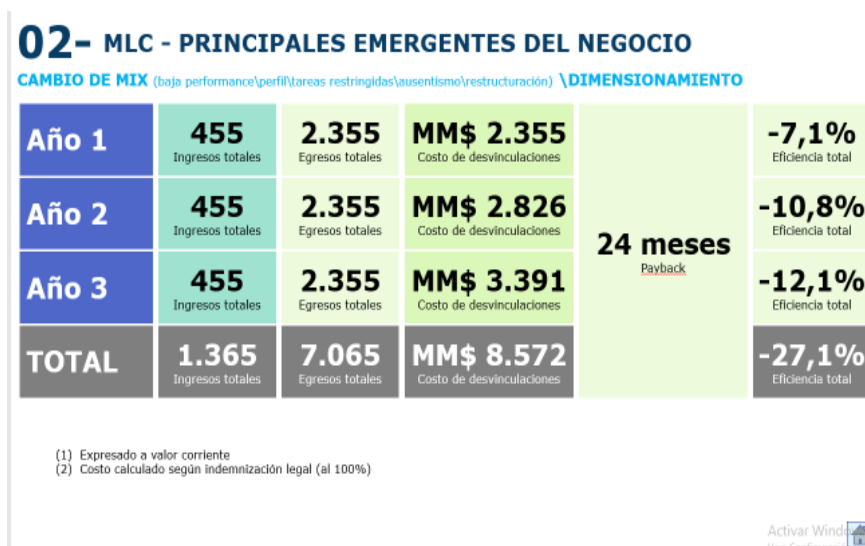 02- MLC - PRINCIPALES EMERGENTES DEL NEGOCIO
CAMBIO DE MIX (baja performance\perfil\tareas restringidas\ausentismo\restructuración) \DIMENSIONAMIENTO
Año 1
455
Ingresos totales
2.355
Egresos totales
MM$ 2.355
Costo de desvinculaciones
-7,1%
Eficiencia total
Año 2
455
Ingresos totales
2.355
Egresos totales
MM$ 2.826
Costo de desvinculaciones
-10,8%
Eficiencia total
24 meses
Payback
Año 3
455
Ingresos totales
2.355
Egresos totales
MM$ 3.391
Costo de desvinculaciones
-12,1%
Eficiencia total
TOTAL
1.365
Ingresos totales
7.065
Egresos totales
MM$ 8.572
Costo de desvinculaciones
-27,1%
Eficiencia total
(1) Expresado a valor corriente
(2) Costo calculado según indemnización legal (al 100%)
Activar